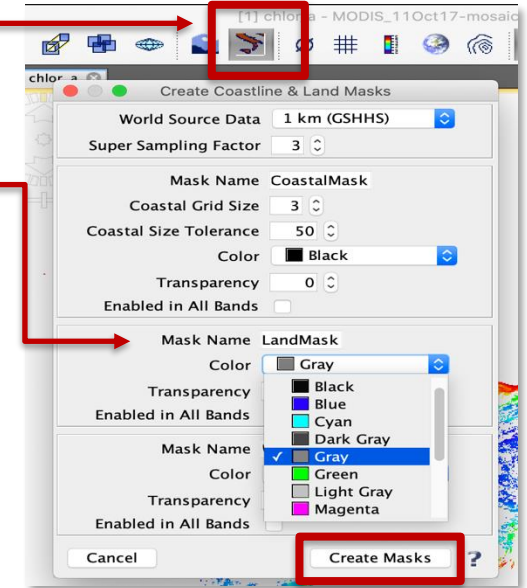 [1] chlor_a - MODIS_11Oct17-mosaic
chlor_a
Create Coastline & Land Masks
World Source Data 1 km (GSHHS)
Super Sampling Factor 3
Mask Name CoastalMask
Coastal Grid Size 3
Coastal Size Tolerance 50
Color Black
Transparency 0
Enabled in All Bands
Mask Name LandMask
Color Gray
Transparency
Enabled in All Bands
Black
Blue
Cyan
Dark Gray
✓ Gray
Green
Light Gray
Magenta
Mask Name
Color
Transparency
Enabled in All Bands
Cancel Create Masks ?